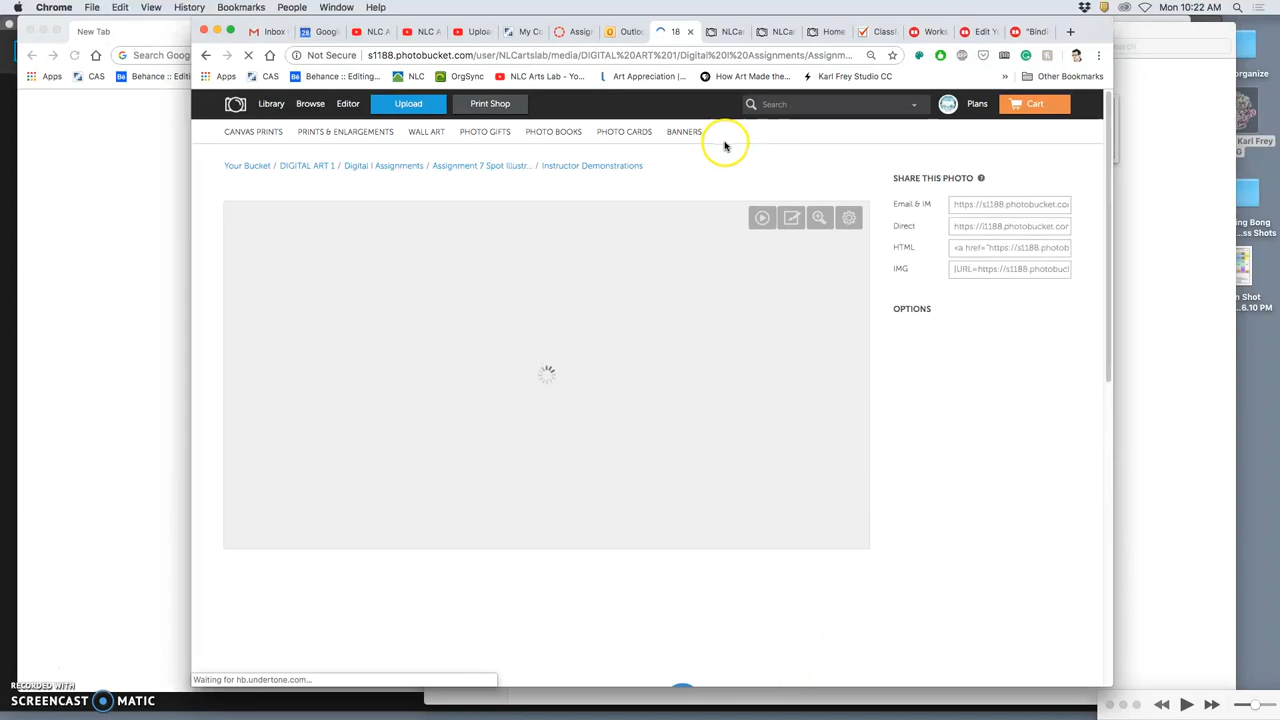 Chrome File Edit View History Bookmarks People Window Help Mon 10:22 AM
New Tab
Inbox Googl NLC A NLC A Uploa My S Assig Outlo 18 NLCar NLCar Home Classl Works Edit Y "Bindi
Search Goog
Not Secure s1188.photobucket.com/user/NLCartslab/media/DIGITAL%20ART%201/Digital%20I%20Assignments/Assignm...
Apps CAS Behance :: Editing
Apps CAS Behance :: Editing... NLC OrgSync NLC Arts Lab - Yo... Art Appreciation |... How Art Made the... Karl Frey Studio CC » Other Bookmarks
organize
Library Browse Editor Upload Print Shop Search Plans Cart
CANVAS PRINTS PRINTS & ENLARGEMENTS WALL ART PHOTO GIFTS PHOTO BOOKS PHOTO CARDS BANNERS
Karl Frey
G
Your Bucket / DIGITAL ART 1 / Digital I Assignments / Assignment 7 Spot Illustr... / Instructor Demonstrations
SHARE THIS PHOTO ?
Email & IM https://s1188.photobucket.co
Direct https://i1188.photobucket.com
HTML <a href="https://s1188.photob
IMG [URL=https://s1188.photobucl
ing Bong
...ss Shots
n Shot
...6.10 PM
OPTIONS
Waiting for hb.undertone.com...
RECORDED WITH
SCREENCAST MATIC